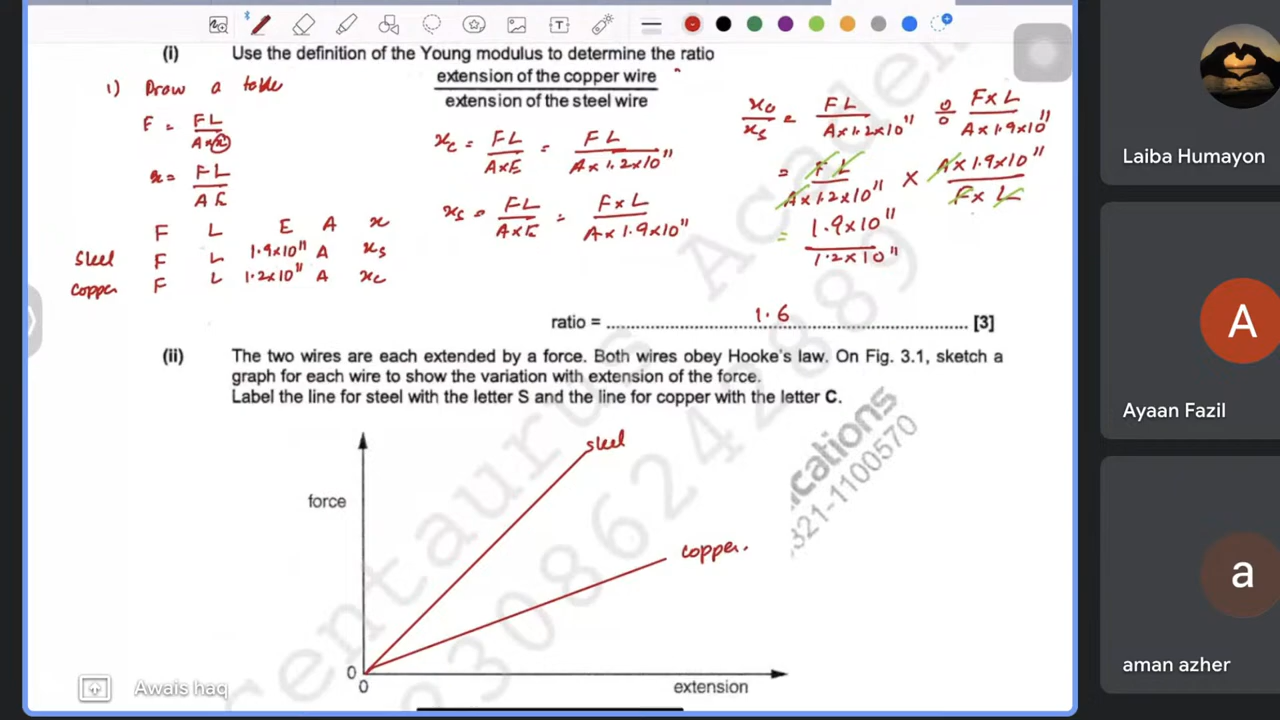 (i) Use the definition of the Young modulus to determine the ratio
extension of the copper wire
extension of the steel wire
1) Draw a table
E = FL / A×x
x = FL / AE
F L E A x
steel F L 1.9×10¹¹ A xs
copper F L 1.2×10¹¹ A xc
xc = FL / A×E = FL / A×1.2×10¹¹
xs = FL / A×E = F×L / A×1.9×10¹¹
xc / xs = FL / A×1.2×10¹¹ ÷ F×L / A×1.9×10¹¹
= FL / A×1.2×10¹¹ × A×1.9×10¹¹ / F×L
= 1.9×10¹¹ / 1.2×10¹¹
ratio = 1.6 [3]
(ii) The two wires are each extended by a force. Both wires obey Hooke's law. On Fig. 3.1, sketch a
graph for each wire to show the variation with extension of the force.
Label the line for steel with the letter S and the line for copper with the letter C.
steel
force
copper.
0
0
extension
Awais haq
Centaurus Academ
923086242889
cations
321-1100570
Laiba Humayon
A
Ayaan Fazil
a
aman azher